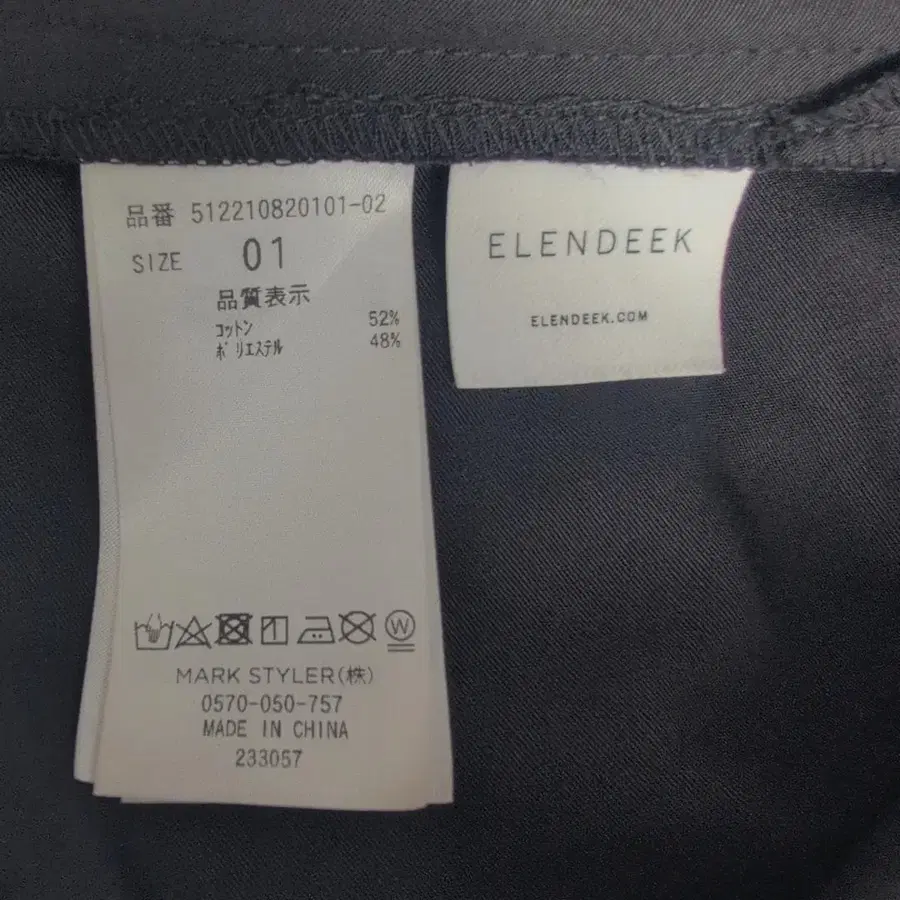 品番 512210820101-02
SIZE 01
品質表示
コットン 52%
ポリエステル 48%
W
MARK STYLER(株)
0570-050-757
MADE IN CHINA
233057
ELENDEEK
ELENDEEK.COM